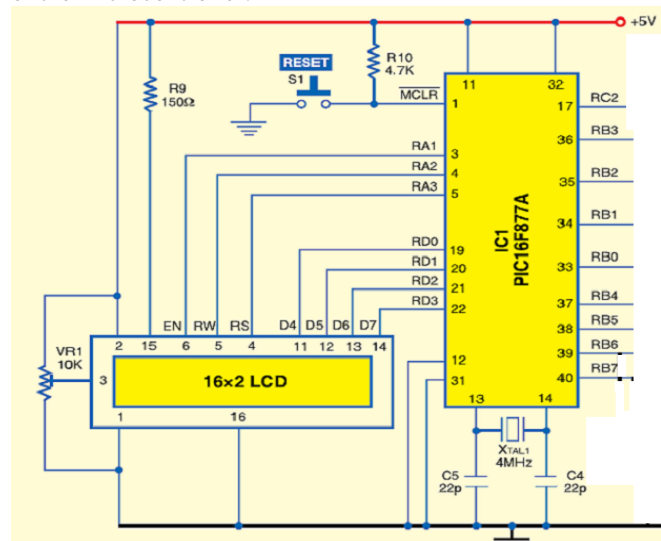 +5V
R10
4.7K
RESET
S1
R9
150Ω
MCLR
1
11
32
17
RC2
RA1
3
36
RB3
RA2
4
RA3
5
35
RB2
34
RB1
IC1
PIC16F877A
RD0
19
33
RB0
RD1
20
RD2
21
37
RB4
RD3
22
38
RB5
EN
RW
RS
D4
D5
D6
D7
2
15
6
5
4
11
12
13
14
VR1
10K
3
16×2 LCD
12
39
RB6
31
40
RB7
1
16
13
14
XTAL1
4MHz
C5
22p
C4
22p